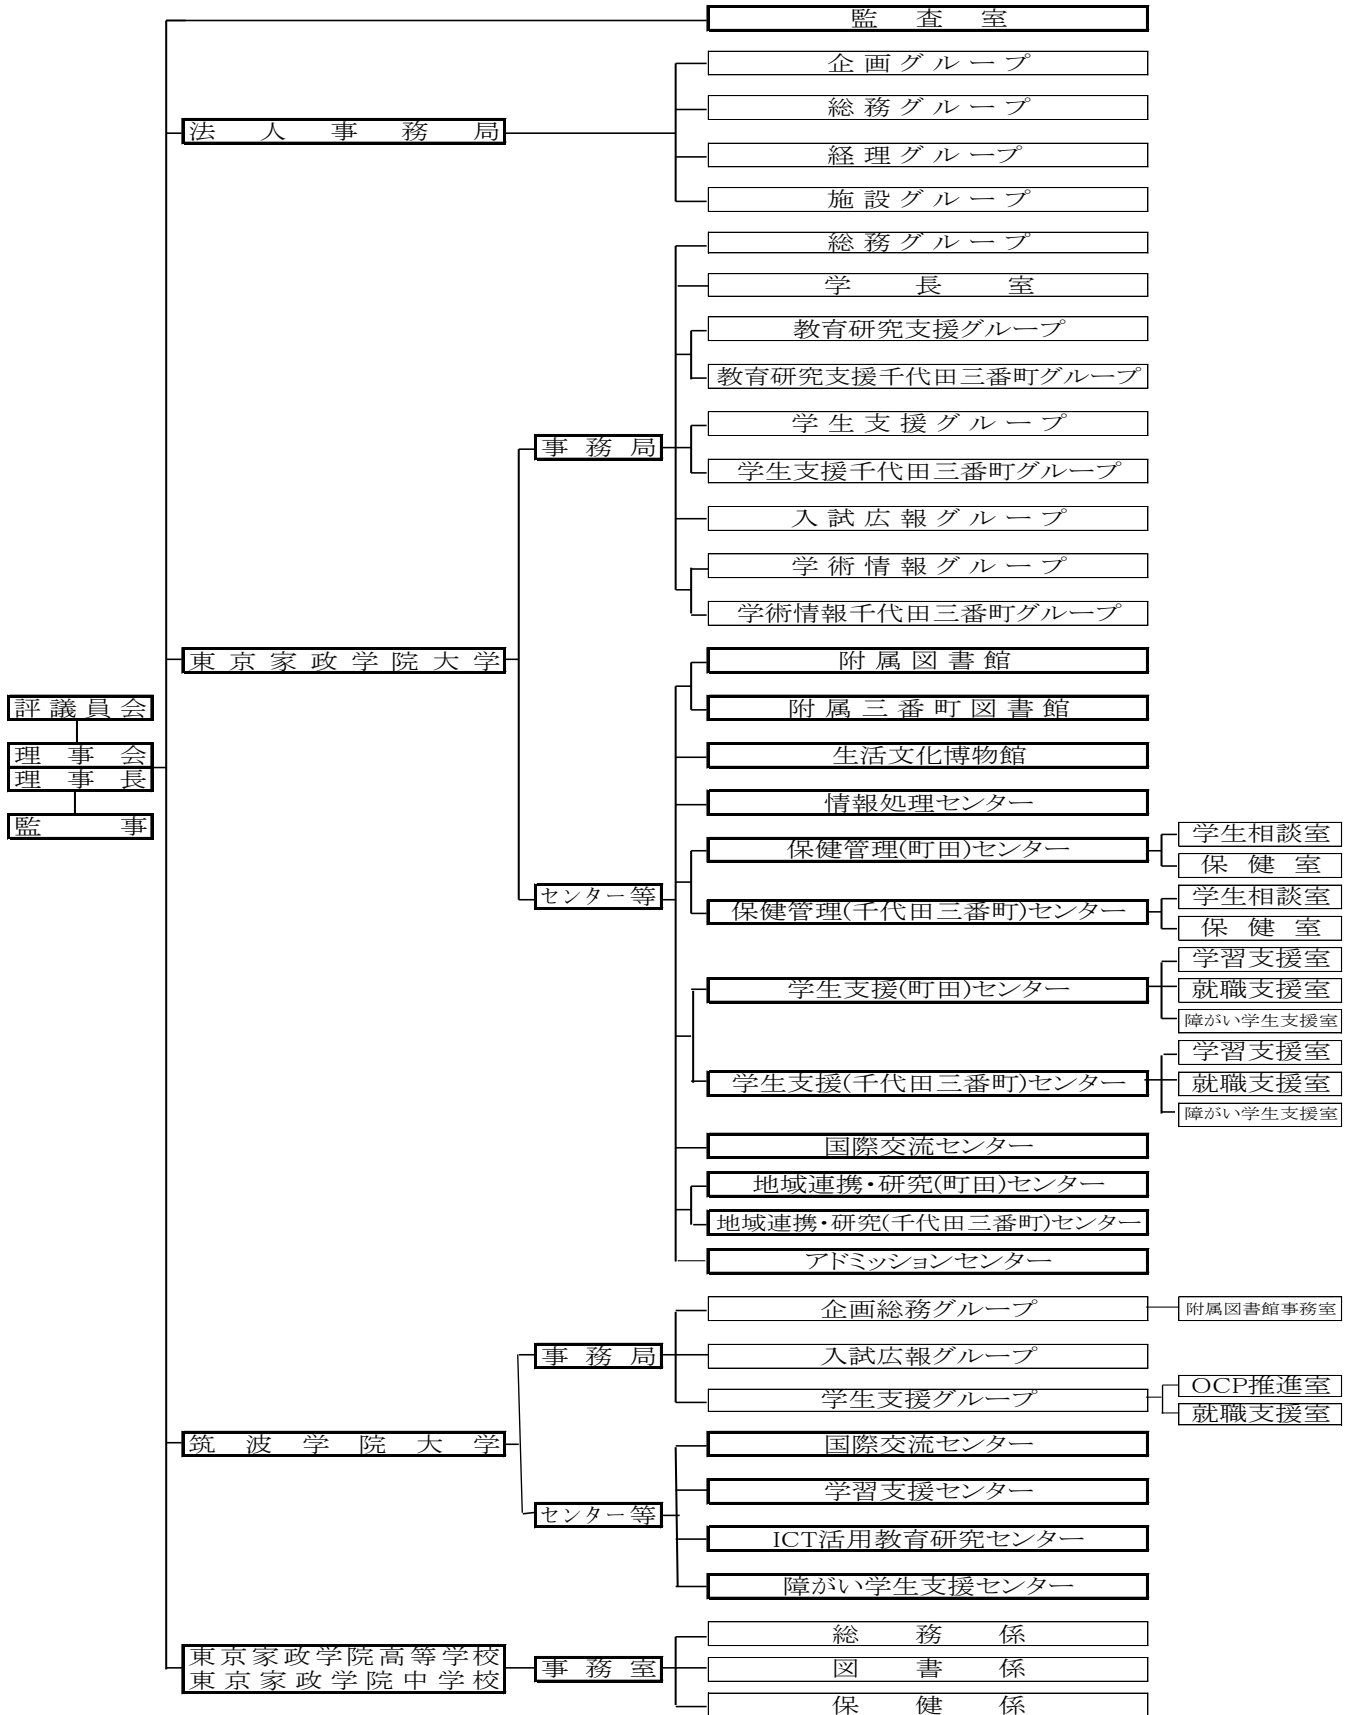 監査室
企画グループ
総務グループ
法人事務局
経理グループ
施設グループ
総務グループ
学長室
教育研究支援グループ
教育研究支援千代田三番町グループ
学生支援グループ
事務局
学生支援千代田三番町グループ
入試広報グループ
学術情報グループ
学術情報千代田三番町グループ
東京家政学院大学
附属図書館
評議員会
附属三番町図書館
理事会
生活文化博物館
理事長
情報処理センター
監事
学生相談室
保健管理(町田)センター
保健室
センター等
学生相談室
保健管理(千代田三番町)センター
保健室
学習支援室
学生支援(町田)センター
就職支援室
障がい学生支援室
学習支援室
学生支援(千代田三番町)センター
就職支援室
障がい学生支援室
国際交流センター
地域連携・研究(町田)センター
地域連携・研究(千代田三番町)センター
アドミッションセンター
企画総務グループ
附属図書館事務室
事務局
入試広報グループ
OCP推進室
学生支援グループ
就職支援室
筑波学院大学
国際交流センター
学習支援センター
センター等
ICT活用教育研究センター
障がい学生支援センター
総務係
東京家政学院高等学校
東京家政学院中学校
事務室
図書係
保健係